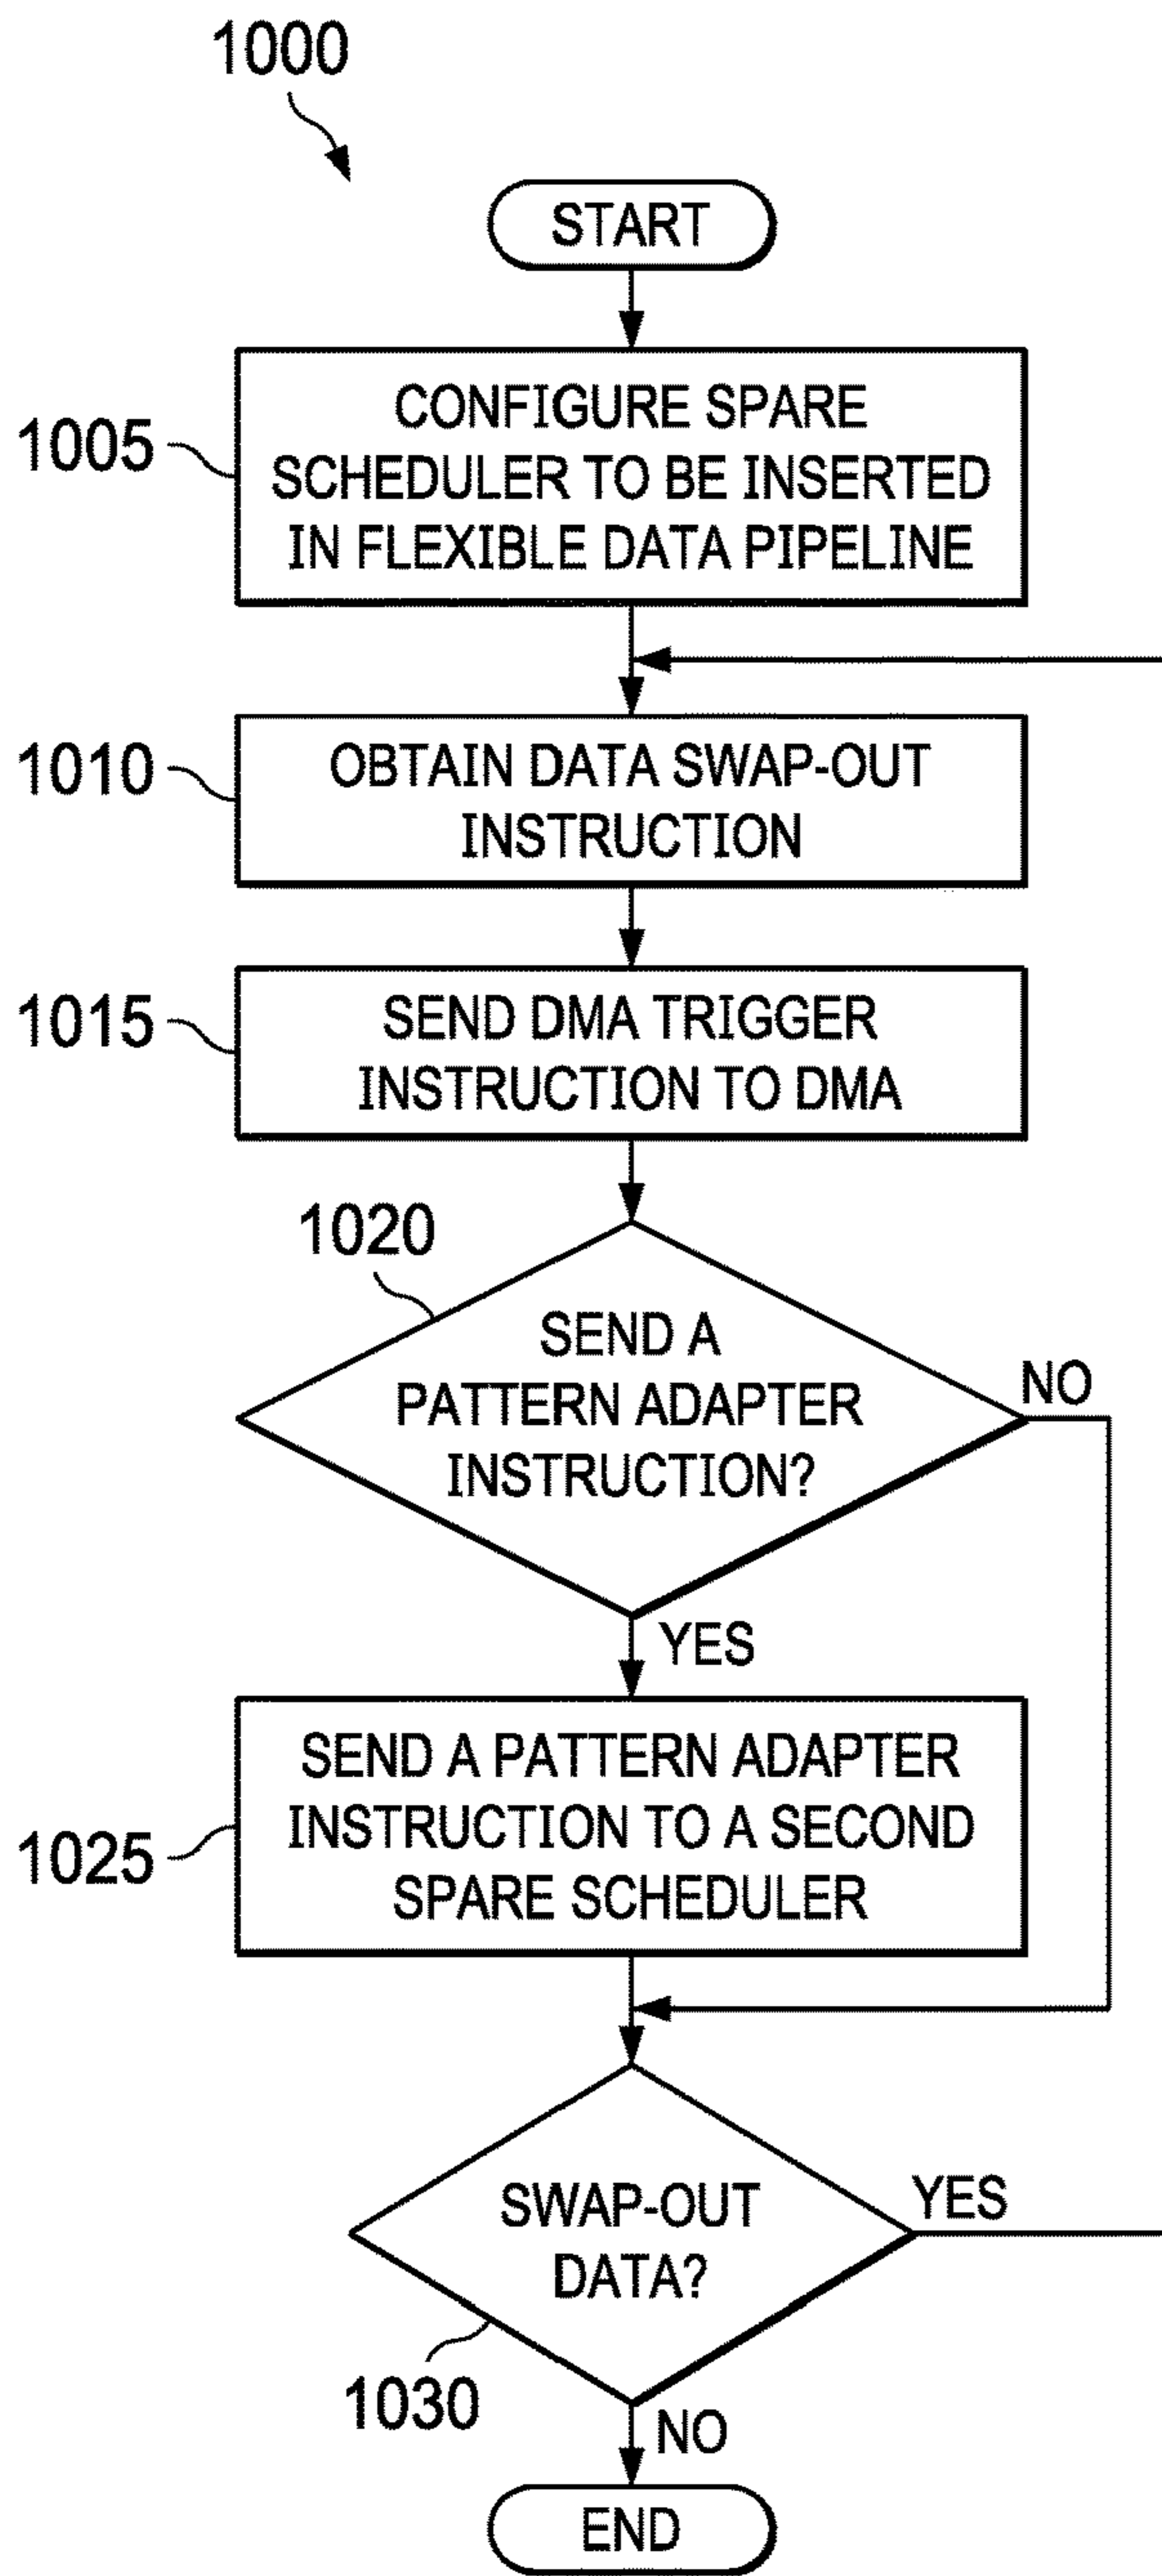 1000
START
1005
CONFIGURE SPARE
SCHEDULER TO BE INSERTED
IN FLEXIBLE DATA PIPELINE
1010
OBTAIN DATA SWAP-OUT
INSTRUCTION
1015
SEND DMA TRIGGER
INSTRUCTION TO DMA
1020
SEND A
PATTERN ADAPTER
INSTRUCTION?
NO
YES
1025
SEND A PATTERN ADAPTER
INSTRUCTION TO A SECOND
SPARE SCHEDULER
SWAP-OUT
DATA?
YES
1030
NO
END